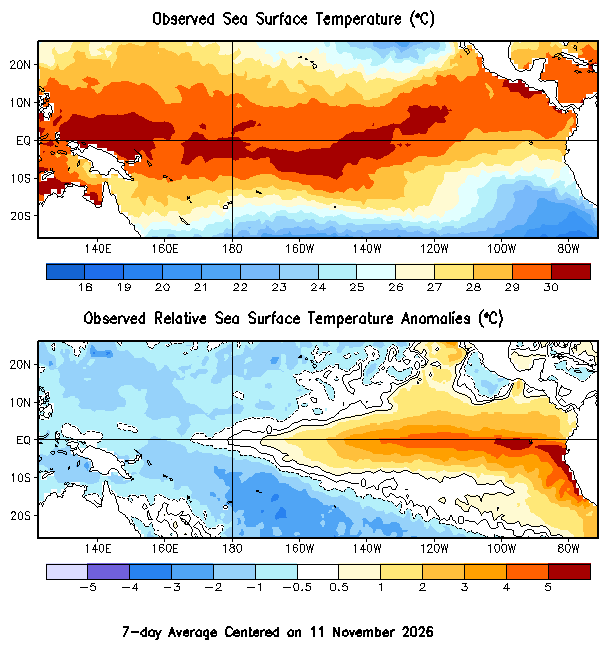 Observed Sea Surface Temperature (°C)
20N
10N
EQ
10S
20S
140E 160E 180 160W 140W 120W 100W 80W
18 19 20 21 22 23 24 25 26 27 28 29 30
Observed Relative Sea Surface Temperature Anomalies (°C)
20N
10N
EQ
10S
20S
140E 160E 180 160W 140W 120W 100W 80W
-5 -4 -3 -2 -1 -0.5 0.5 1 2 3 4 5
7-day Average Centered on 11 November 2026